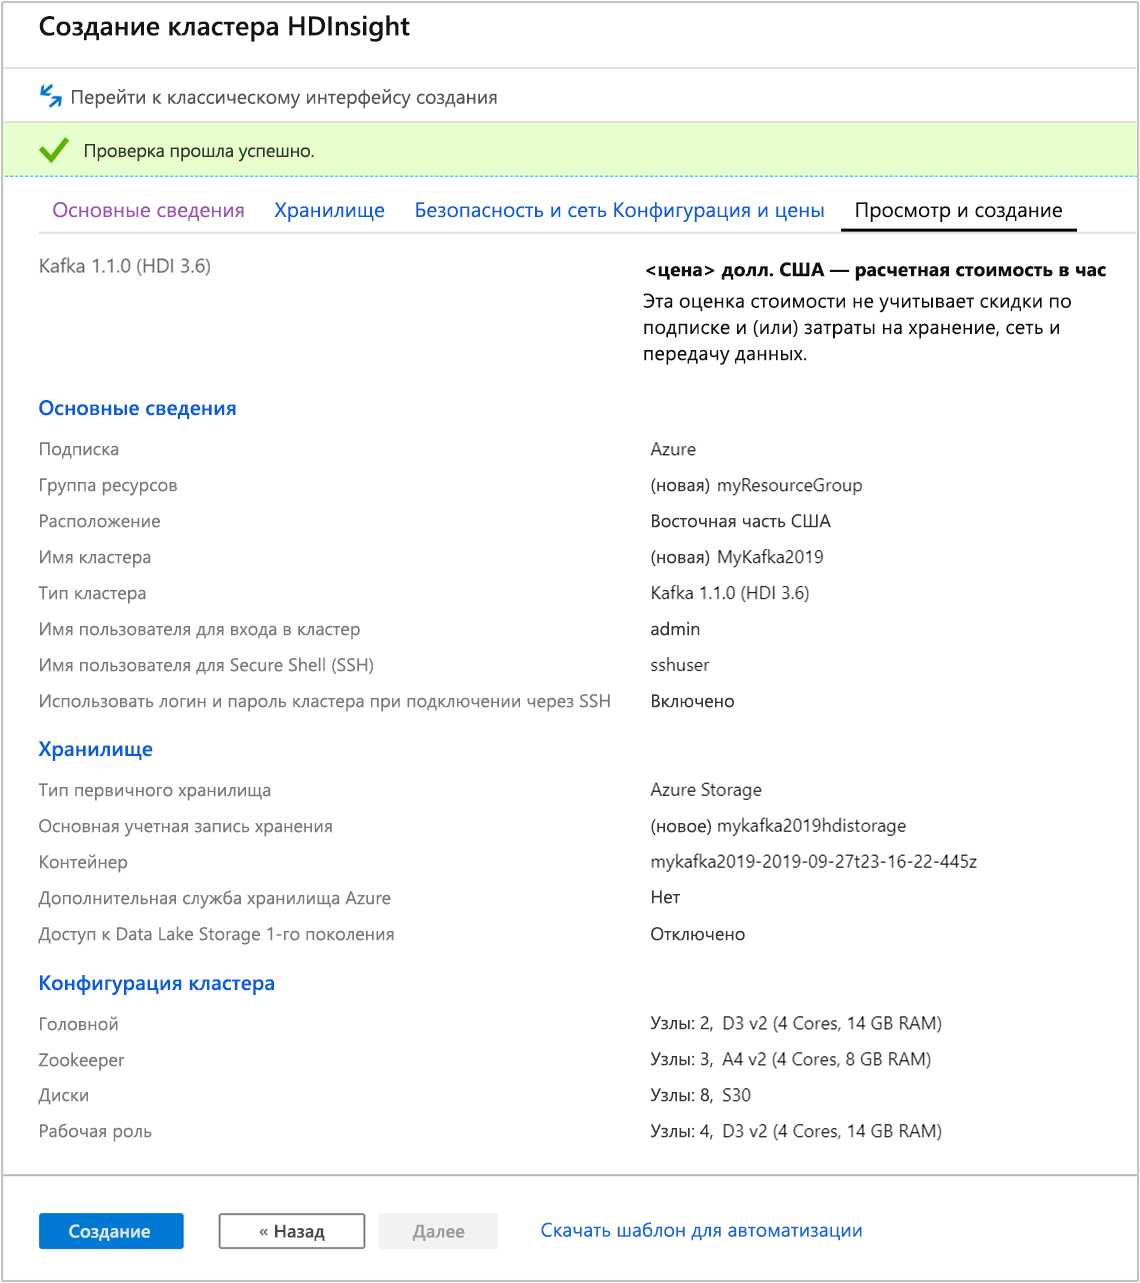 Создание кластера HDInsight
Перейти к классическому интерфейсу создания
Проверка прошла успешно.
Основные сведения Хранилище Безопасность и сеть Конфигурация и цены Просмотр и создание
Kafka 1.1.0 (HDI 3.6)
<цена> долл. США — расчетная стоимость в час
Эта оценка стоимости не учитывает скидки по
подписке и (или) затраты на хранение, сеть и
передачу данных.
Основные сведения
Подписка Azure
Группа ресурсов (новая) myResourceGroup
Расположение Восточная часть США
Имя кластера (новая) MyKafka2019
Тип кластера Kafka 1.1.0 (HDI 3.6)
Имя пользователя для входа в кластер admin
Имя пользователя для Secure Shell (SSH) sshuser
Использовать логин и пароль кластера при подключении через SSH Включено
Хранилище
Тип первичного хранилища Azure Storage
Основная учетная запись хранения (новое) mykafka2019hdistorage
Контейнер mykafka2019-2019-09-27t23-16-22-445z
Дополнительная служба хранилища Azure Нет
Доступ к Data Lake Storage 1-го поколения Отключено
Конфигурация кластера
Головной Узлы: 2, D3 v2 (4 Cores, 14 GB RAM)
Zookeeper Узлы: 3, A4 v2 (4 Cores, 8 GB RAM)
Диски Узлы: 8, S30
Рабочая роль Узлы: 4, D3 v2 (4 Cores, 14 GB RAM)
Создание « Назад Далее Скачать шаблон для автоматизации